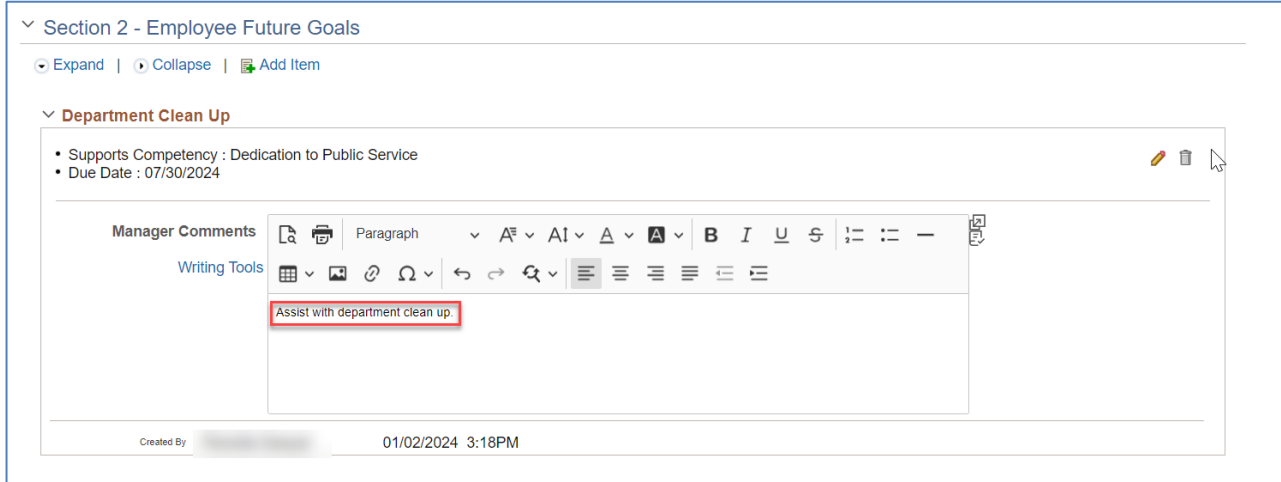 Section 2 - Employee Future Goals
Expand | Collapse | Add Item
Department Clean Up
• Supports Competency : Dedication to Public Service
• Due Date : 07/30/2024
Manager Comments
Paragraph
Writing Tools
Assist with department clean up.
Created By 01/02/2024 3:18PM